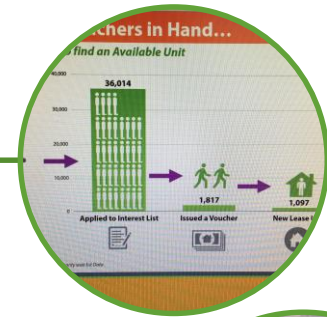 chers in Hand...
find an Available Unit
40,000
36,014
30,000
20,000
10,000
1,817
1,097
0
Applied to Interest List
Issued a Voucher
New Lease